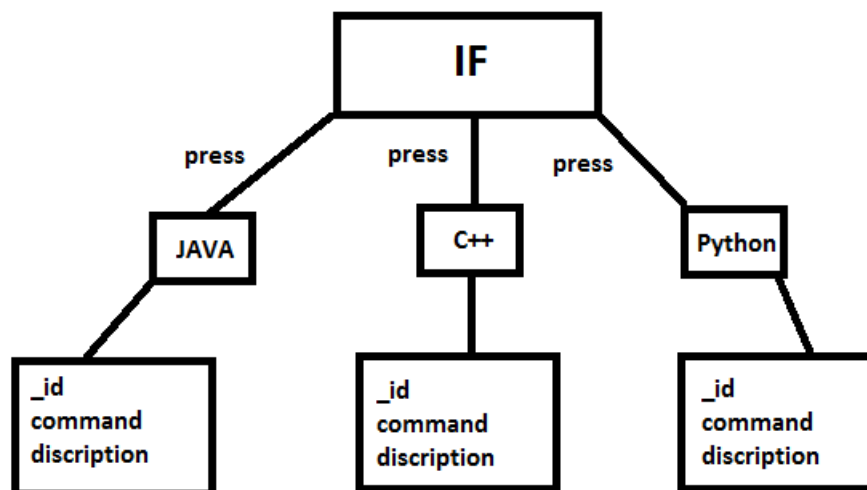 IF
press
press
press
JAVA
C++
Python
_id
command
discription
_id
command
discription
_id
command
discription